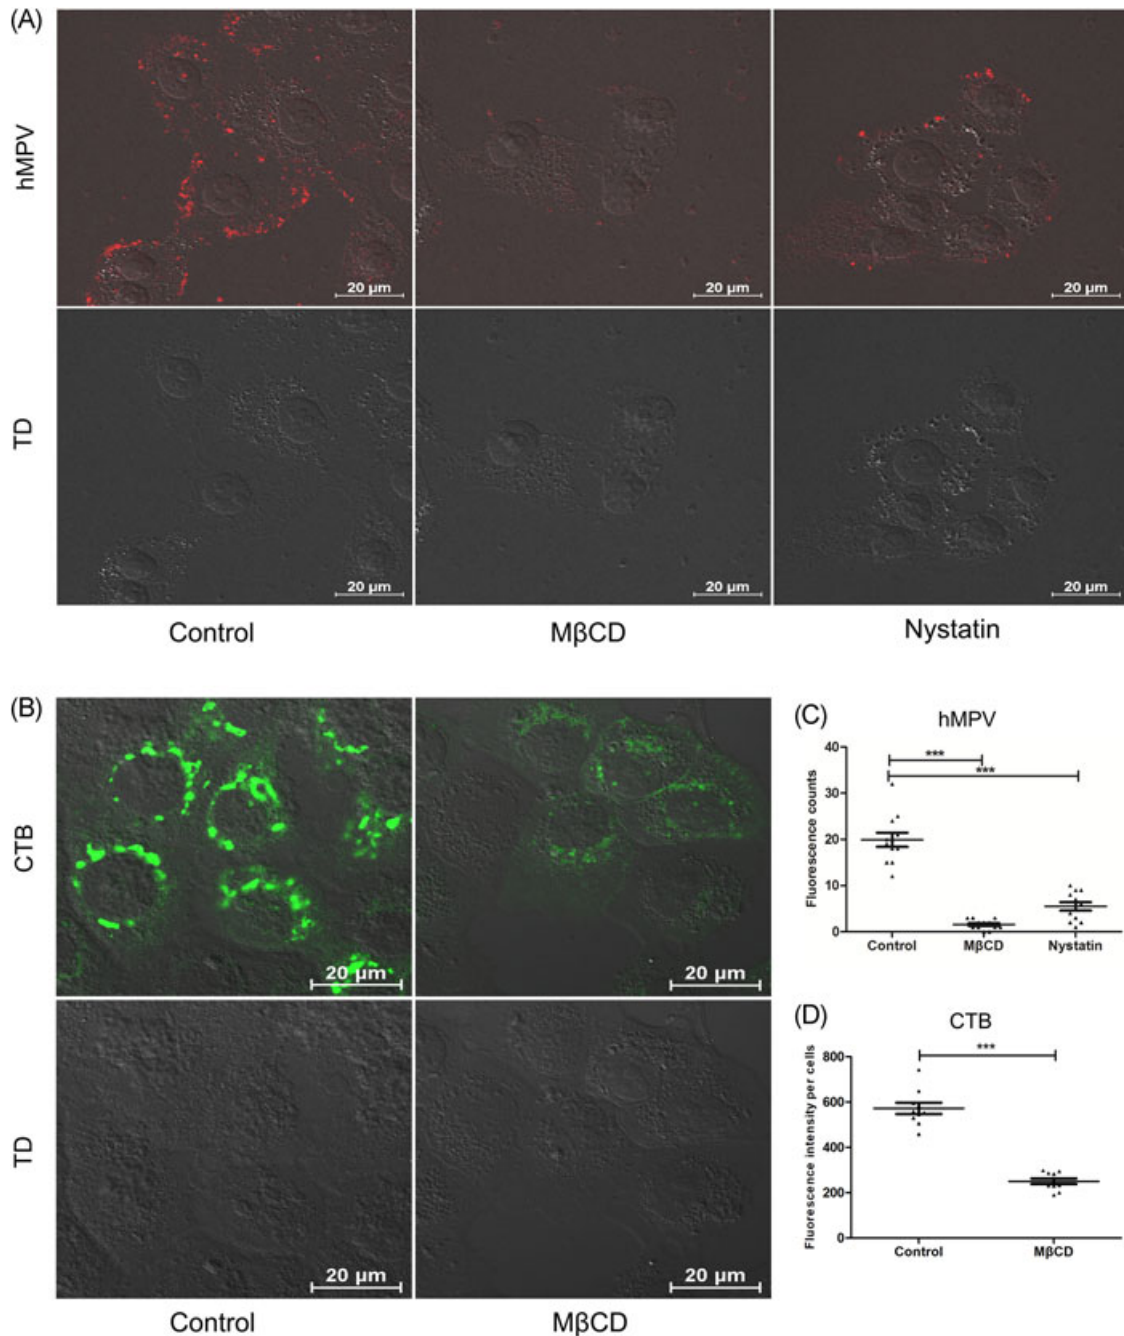 (A)
hMPV
20 µm
20 µm
20 µm
TD
20 µm
20 µm
20 µm
Control
MβCD
Nystatin
(B)
CTB
20 µm
20 µm
TD
20 µm
20 µm
Control
MβCD
(C)
hMPV
***
***
Fluorescence counts
40
30
20
10
0
Control
MβCD
Nystatin
(D)
CTB
***
Fluorescence intensity per cells
800
600
400
200
0
Control
MβCD